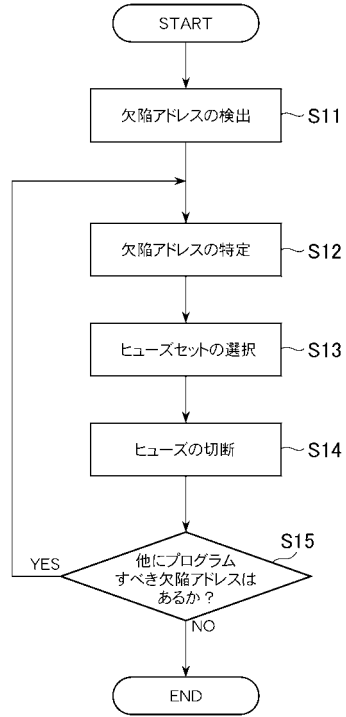 START
欠陥アドレスの検出
S11
欠陥アドレスの特定
S12
ヒューズセットの選択
S13
ヒューズの切断
S14
S15
他にプログラム
すべき欠陥アドレスは
あるか？
YES
NO
END